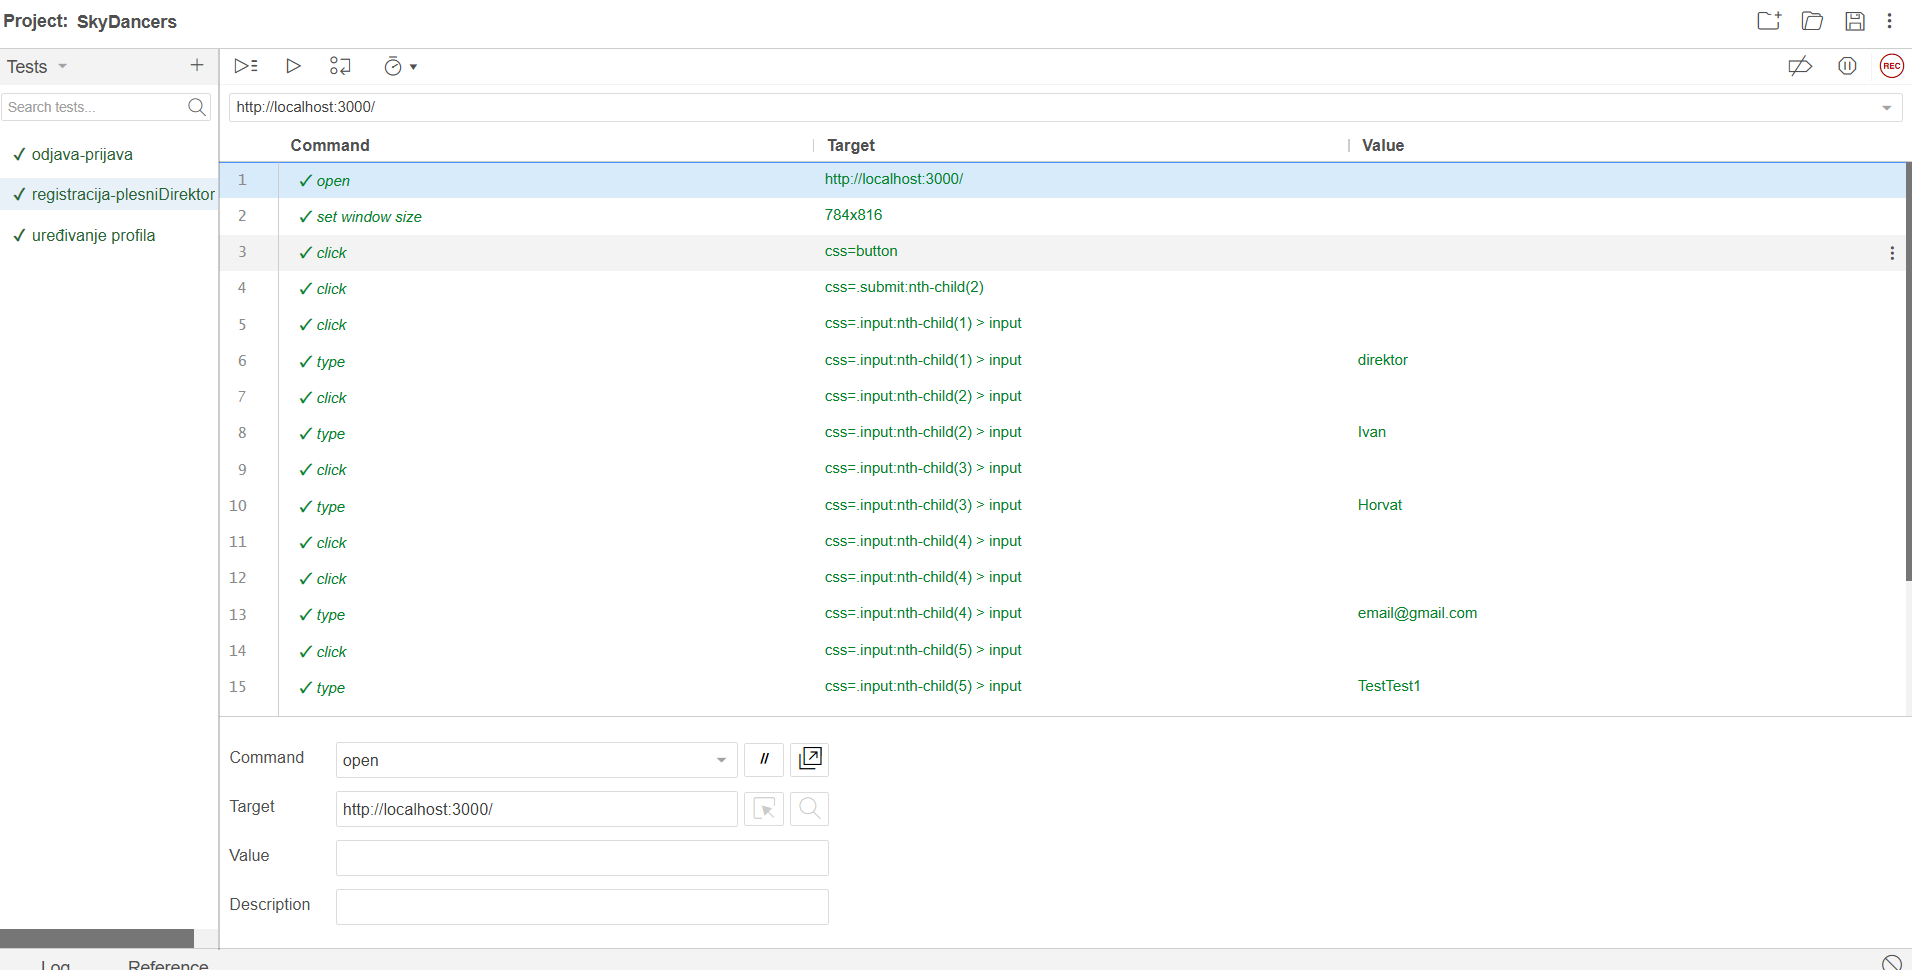 Project: SkyDancers
Tests
Search tests...
✓ odjava-prijava
✓ registracija-plesniDirektor
✓ uređivanje profila
REC
http://localhost:3000/
Command Target Value
1 ✓ open http://localhost:3000/
2 ✓ set window size 784x816
3 ✓ click css=button
4 ✓ click css=.submit:nth-child(2)
5 ✓ click css=.input:nth-child(1) > input
6 ✓ type css=.input:nth-child(1) > input direktor
7 ✓ click css=.input:nth-child(2) > input
8 ✓ type css=.input:nth-child(2) > input Ivan
9 ✓ click css=.input:nth-child(3) > input
10 ✓ type css=.input:nth-child(3) > input Horvat
11 ✓ click css=.input:nth-child(4) > input
12 ✓ click css=.input:nth-child(4) > input
13 ✓ type css=.input:nth-child(4) > input email@gmail.com
14 ✓ click css=.input:nth-child(5) > input
15 ✓ type css=.input:nth-child(5) > input TestTest1
Command open //
Target http://localhost:3000/
Value
Description
Log Reference